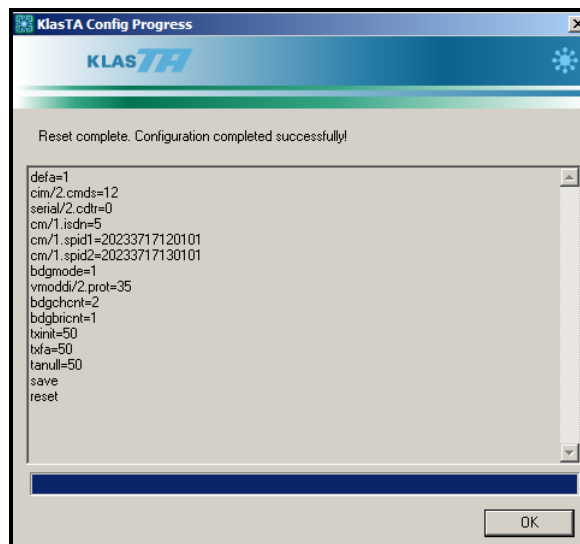 KlasTA Config Progress
KLASTA
Reset complete. Configuration completed successfully!
defa=1
cim/2.cmds=12
serial/2.cdtr=0
cm/1.isdn=5
cm/1.spid1=20233717120101
cm/1.spid2=20233717130101
bdgmode=1
vmoddi/2.prot=35
bdgchcnt=2
bdgbricnt=1
txinit=50
txfa=50
tanull=50
save
reset
OK